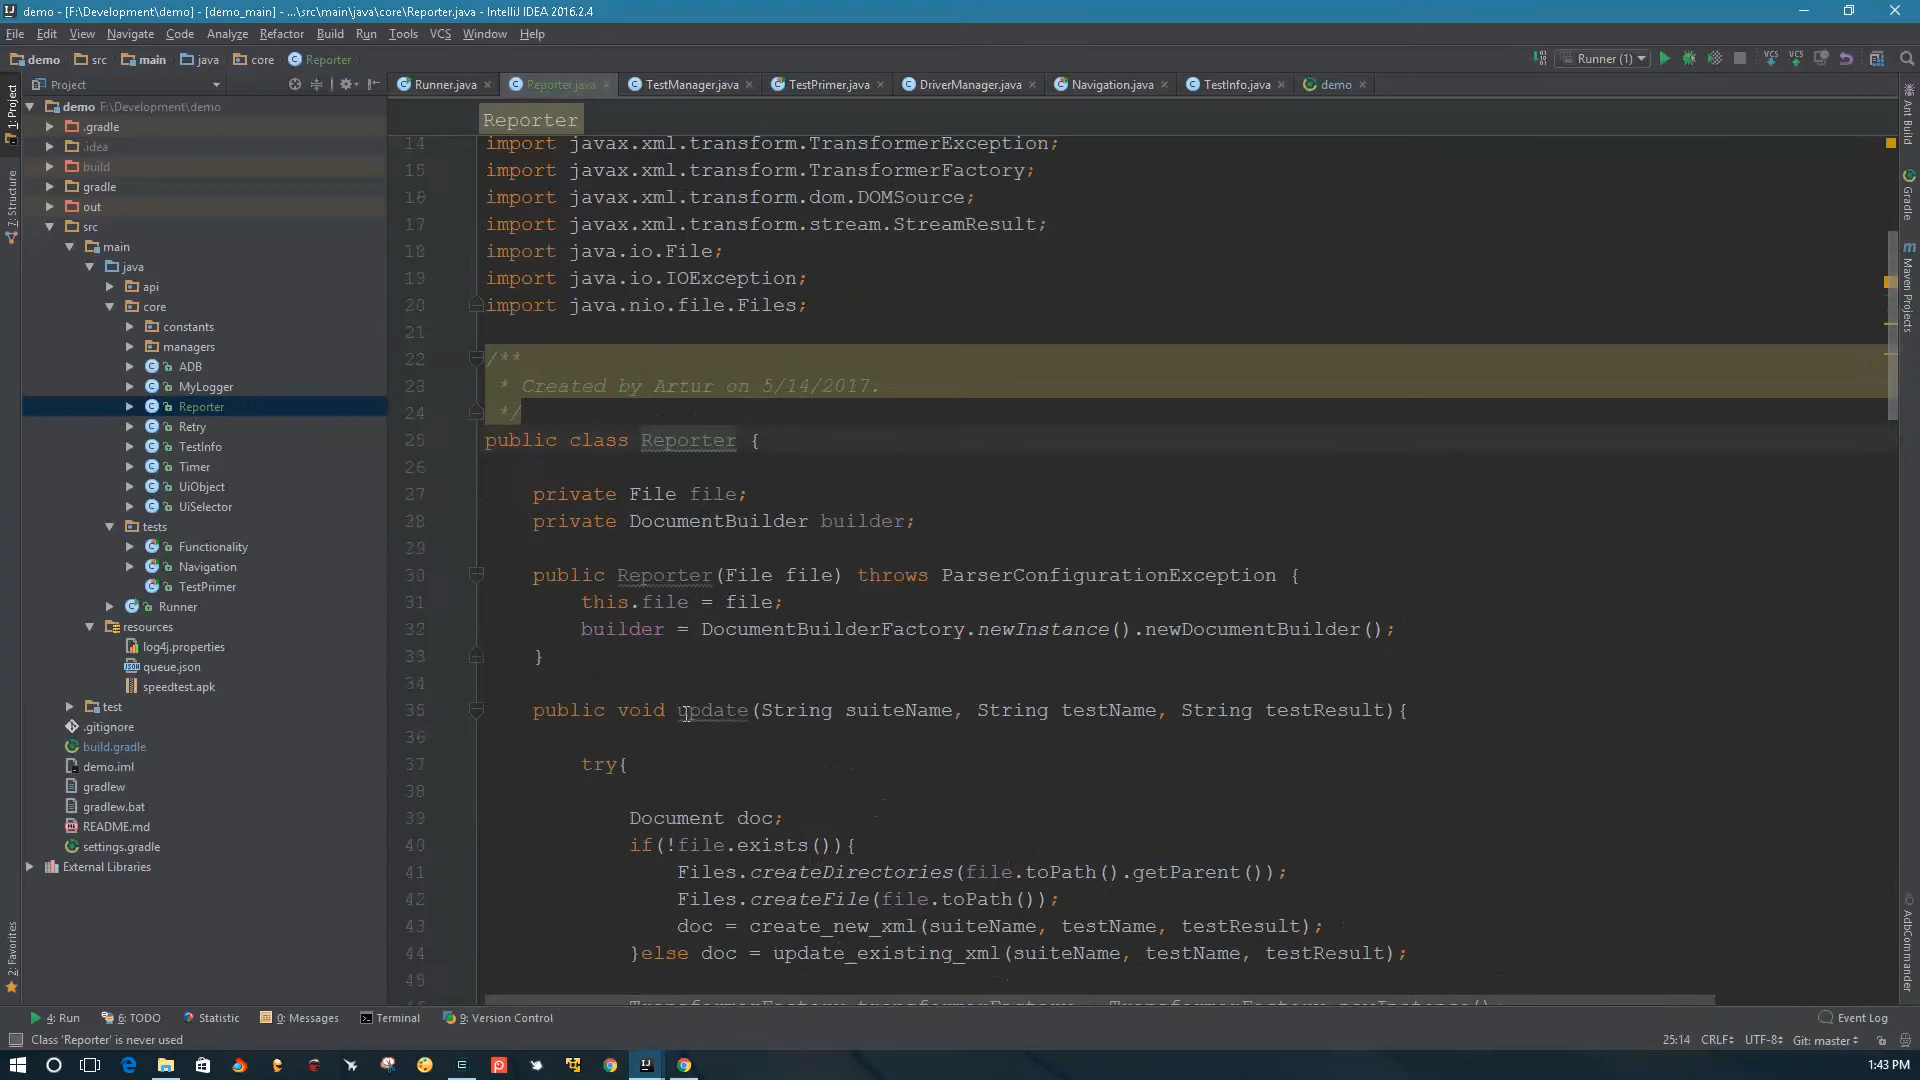 demo - [F:\Development\demo] - [demo_main] - ...\src\main\java\core\Reporter.java - IntelliJ IDEA 2016.2.4
File Edit View Navigate Code Analyze Refactor Build Run Tools VCS Window Help
demo src main java core Reporter
Runner (1)
Project
Runner.java Reporter.java TestManager.java TestPrimer.java DriverManager.java Navigation.java TestInfo.java demo
demo F:\Development\demo
.gradle
.idea
build
gradle
out
src
main
java
api
core
constants
managers
ADB
MyLogger
Reporter
Retry
TestInfo
Timer
UiObject
UiSelector
tests
Functionality
Navigation
TestPrimer
Runner
resources
log4j.properties
queue.json
speedtest.apk
test
.gitignore
build.gradle
demo.iml
gradlew
gradlew.bat
README.md
settings.gradle
External Libraries
1: Project
7: Structure
2: Favorites
Reporter
14 import javax.xml.transform.TransformerException;
15 import javax.xml.transform.TransformerFactory;
16 import javax.xml.transform.dom.DOMSource;
17 import javax.xml.transform.stream.StreamResult;
18 import java.io.File;
19 import java.io.IOException;
20 import java.nio.file.Files;
21
22 /**
23 * Created by Artur on 5/14/2017.
24 */
25 public class Reporter {
26
27 private File file;
28 private DocumentBuilder builder;
29
30 public Reporter(File file) throws ParserConfigurationException {
31 this.file = file;
32 builder = DocumentBuilderFactory.newInstance().newDocumentBuilder();
33 }
34
35 public void update(String suiteName, String testName, String testResult){
36
37 try{
38
39 Document doc;
40 if(!file.exists()){
41 Files.createDirectories(file.toPath().getParent());
42 Files.createFile(file.toPath());
43 doc = create_new_xml(suiteName, testName, testResult);
44 }else doc = update_existing_xml(suiteName, testName, testResult);
45
Ant Build
Gradle
Maven Projects
AdbCommander
4: Run 6: TODO Statistic 0: Messages Terminal 9: Version Control Event Log
Class 'Reporter' is never used 25:14 CRLF UTF-8 Git: master
1:43 PM